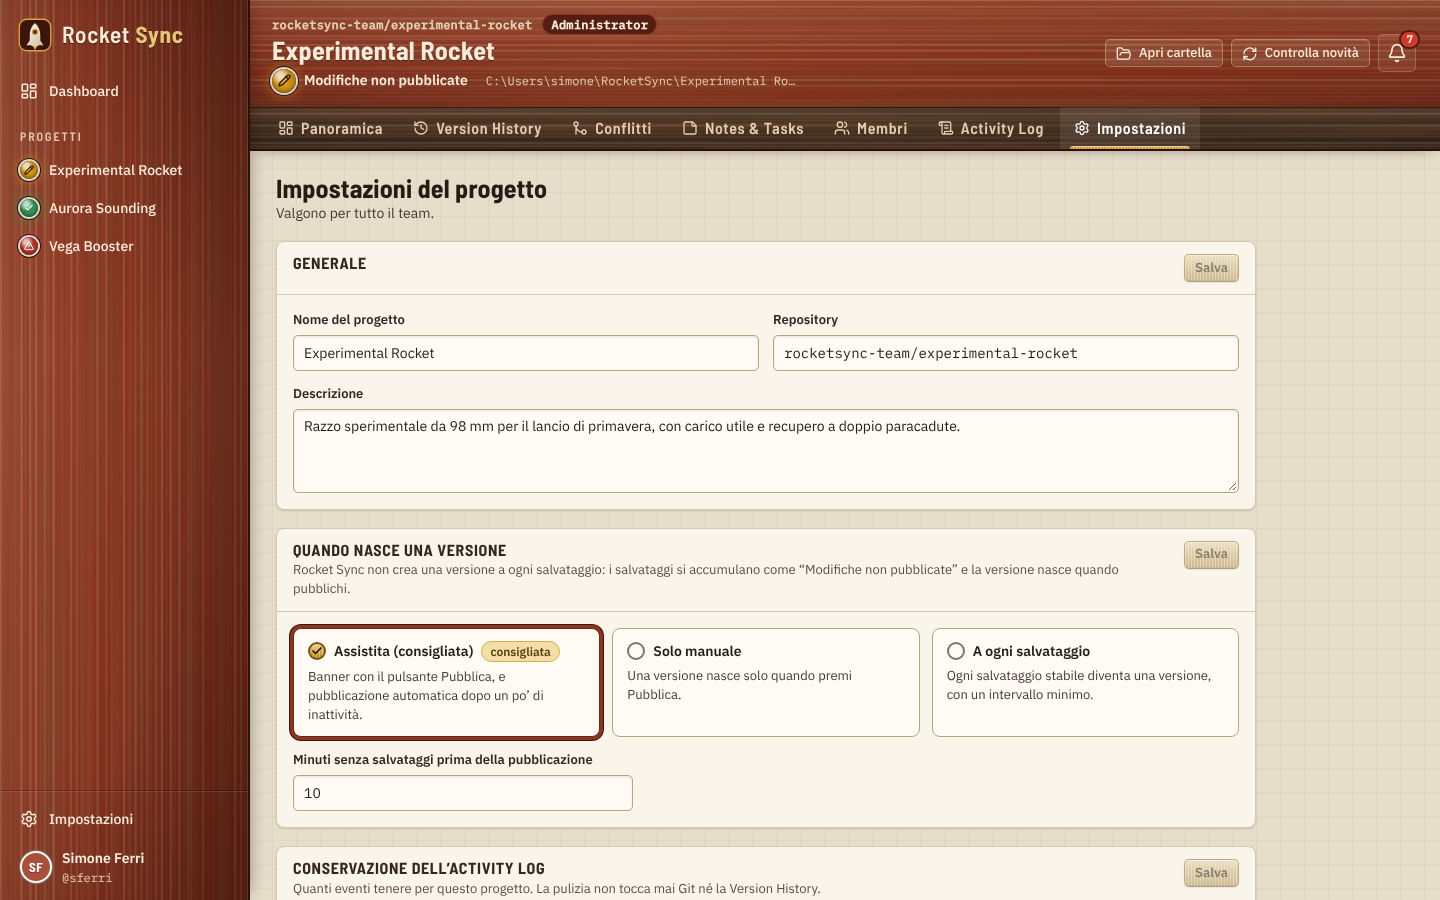 Rocket Sync
Dashboard
PROGETTI
Experimental Rocket
Aurora Sounding
Vega Booster
Impostazioni
SF
Simone Ferri
@sferri
rocketsync-team/experimental-rocket Administrator
Experimental Rocket
Modifiche non pubblicate C:\Users\simone\RocketSync\Experimental Ro…
Apri cartella Controlla novità 7
Panoramica Version History Conflitti Notes & Tasks Membri Activity Log Impostazioni
Impostazioni del progetto
Valgono per tutto il team.
GENERALE Salva
Nome del progetto Repository
Experimental Rocket rocketsync-team/experimental-rocket
Descrizione
Razzo sperimentale da 98 mm per il lancio di primavera, con carico utile e recupero a doppio paracadute.
QUANDO NASCE UNA VERSIONE Salva
Rocket Sync non crea una versione a ogni salvataggio: i salvataggi si accumulano come “Modifiche non pubblicate” e la versione nasce quando
pubblichi.
Assistita (consigliata) consigliata
Banner con il pulsante Pubblica, e
pubblicazione automatica dopo un po’ di
inattività.
Solo manuale
Una versione nasce solo quando premi
Pubblica.
A ogni salvataggio
Ogni salvataggio stabile diventa una versione,
con un intervallo minimo.
Minuti senza salvataggi prima della pubblicazione
10
CONSERVAZIONE DELL’ACTIVITY LOG Salva
Quanti eventi tenere per questo progetto. La pulizia non tocca mai Git né la Version History.